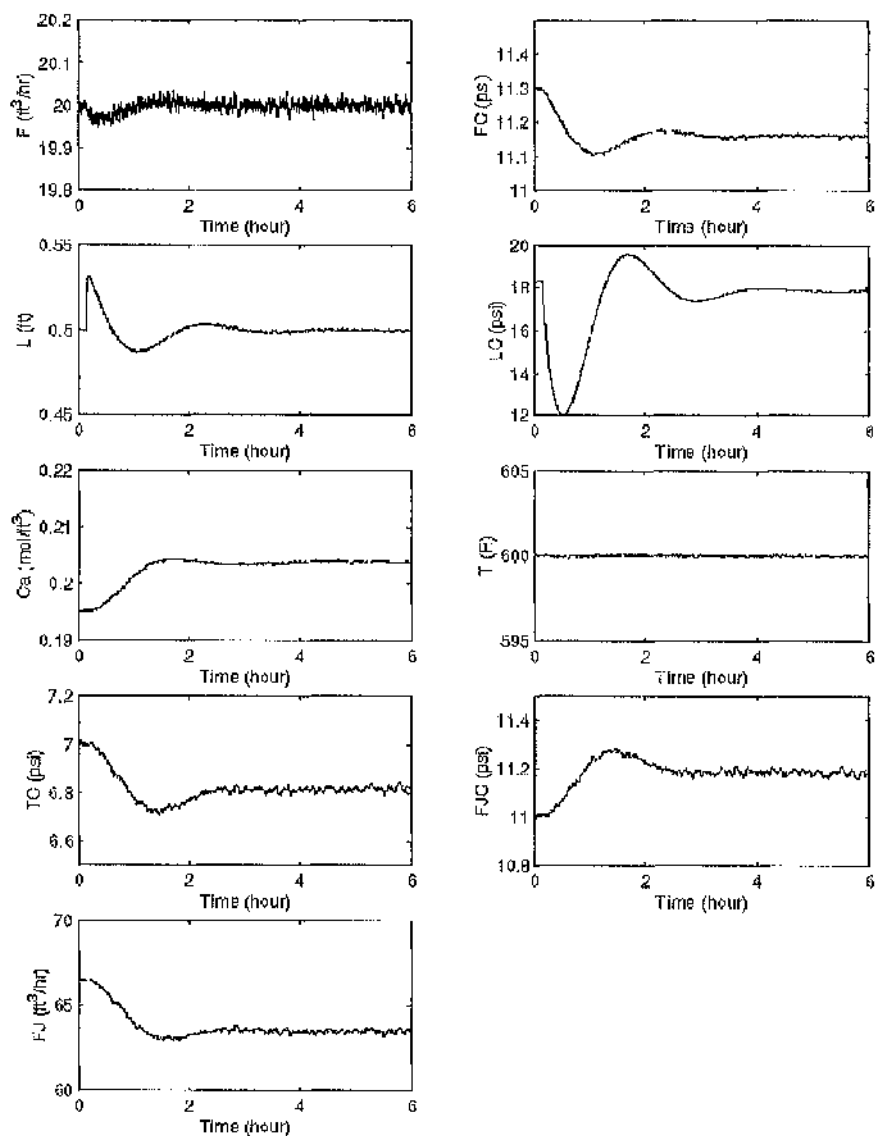 20.2
20.1
20
19.9
19.8
F (ft³/hr)
0 2 4 6
Time (hour)
11.4
11.3
11.2
11.1
11
FC (psi)
0 2 4 6
Time (hour)
0.55
0.5
0.45
L (ft)
0 2 4 6
Time (hour)
20
18
16
14
12
LC (psi)
0 2 4 6
Time (hour)
0.22
0.21
0.2
0.19
Ca (mol/ft³)
0 2 4 6
Time (hour)
605
600
595
T (R)
0 2 4 6
Time (hour)
7.2
7
6.8
6.6
TC (psi)
0 2 4 6
Time (hour)
11.4
11.2
11
10.8
FJC (psi)
0 2 4 6
Time (hour)
70
65
60
FJ (ft³/hr)
0 2 4 6
Time (hour)